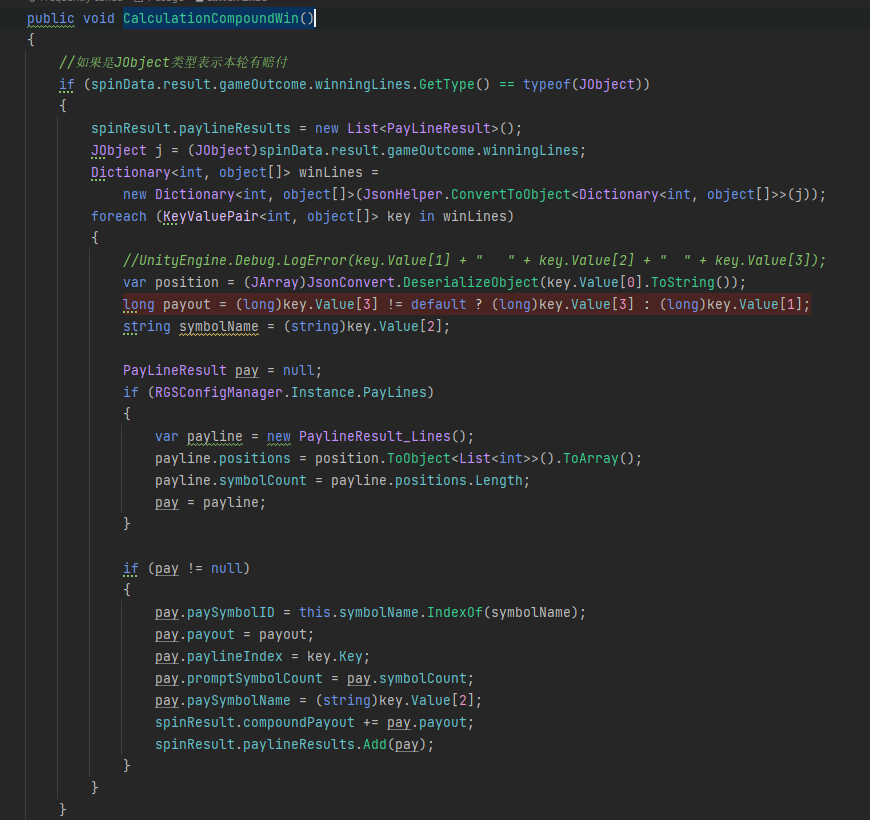 public void CalculationCompoundWin()
{
//如果是JObject类型表示本轮有赔付
if (spinData.result.gameOutcome.winningLines.GetType() == typeof(JObject))
{
spinResult.paylineResults = new List<PayLineResult>();
JObject j = (JObject)spinData.result.gameOutcome.winningLines;
Dictionary<int, object[]> winLines =
new Dictionary<int, object[]>(JsonHelper.ConvertToObject<Dictionary<int, object[]>>(j));
foreach (KeyValuePair<int, object[]> key in winLines)
{
//UnityEngine.Debug.LogError(key.Value[1] + "   " + key.Value[2] + "  " + key.Value[3]);
var position = (JArray)JsonConvert.DeserializeObject(key.Value[0].ToString());
long payout = (long)key.Value[3] != default ? (long)key.Value[3] : (long)key.Value[1];
string symbolName = (string)key.Value[2];
PayLineResult pay = null;
if (RGSConfigManager.Instance.PayLines)
{
var payline = new PaylineResult_Lines();
payline.positions = position.ToObject<List<int>>().ToArray();
payline.symbolCount = payline.positions.Length;
pay = payline;
}
if (pay != null)
{
pay.paySymbolID = this.symbolName.IndexOf(symbolName);
pay.payout = payout;
pay.paylineIndex = key.Key;
pay.promptSymbolCount = pay.symbolCount;
pay.paySymbolName = (string)key.Value[2];
spinResult.compoundPayout += pay.payout;
spinResult.paylineResults.Add(pay);
}
}
}